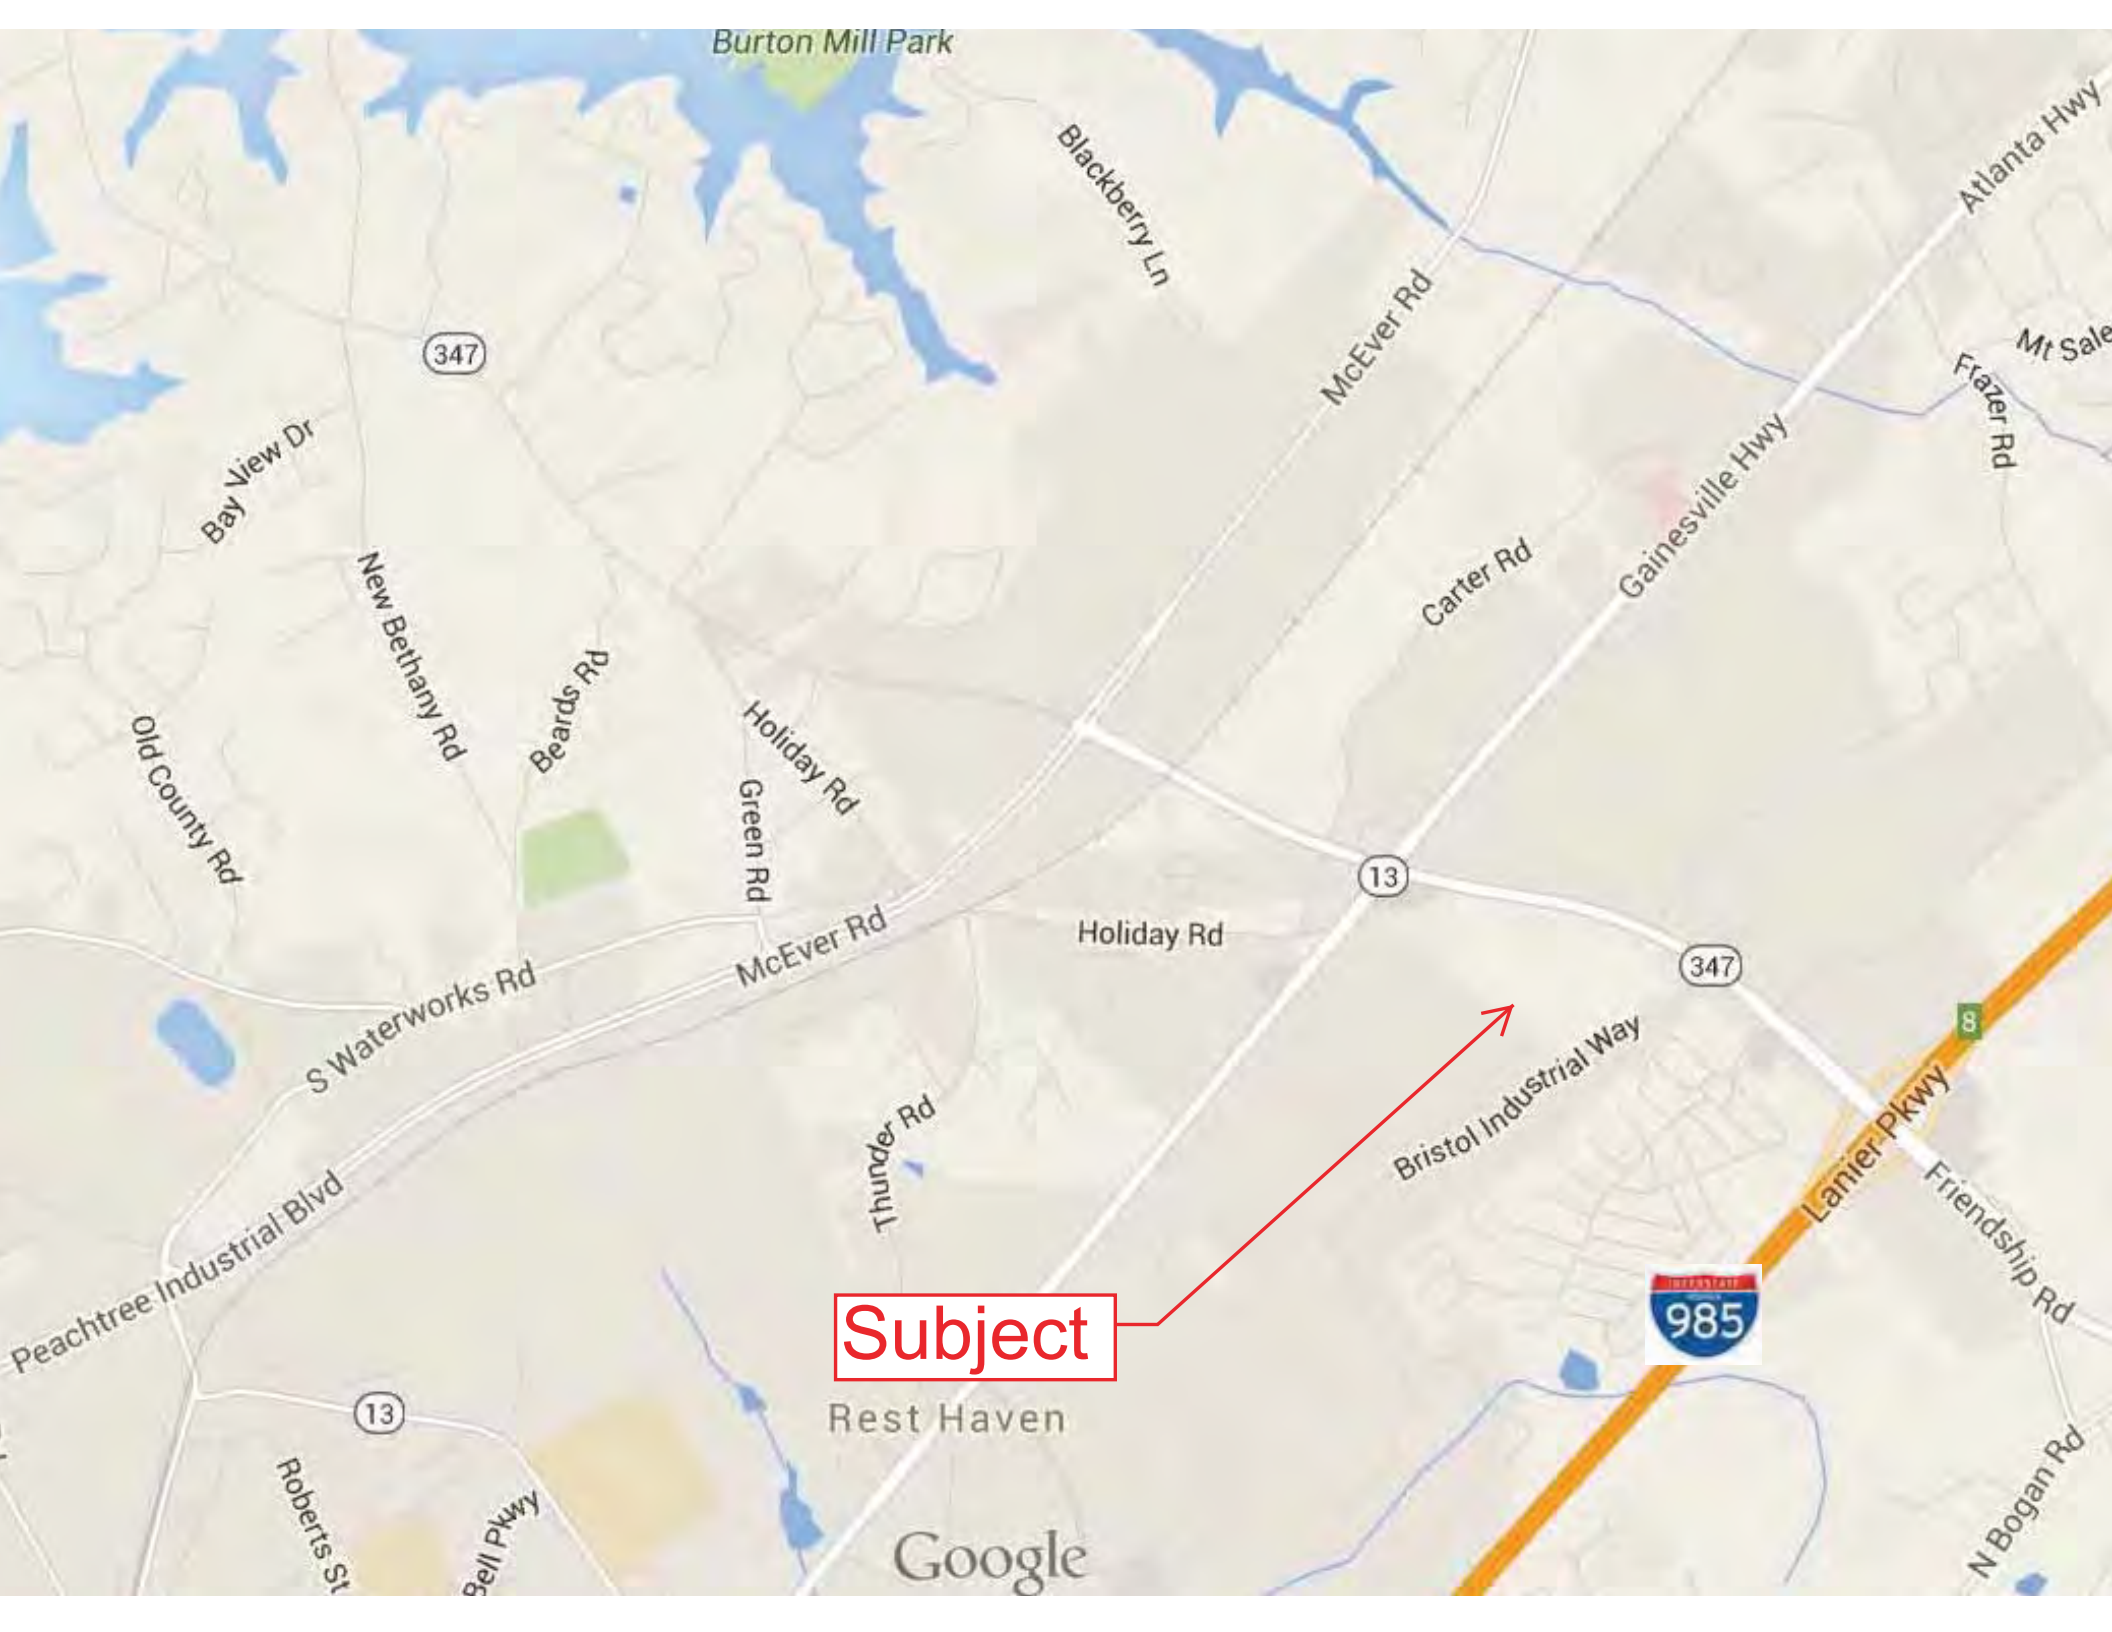 Burton Mill Park
Atlanta Hwy
Blackberry Ln
McEver Rd
347
Mt Sale
Frazer Rd
Bay View Dr
Gainesville Hwy
Carter Rd
New Bethany Rd
Beards Rd
Holiday Rd
Old County Rd
Green Rd
13
McEver Rd
Holiday Rd
347
S Waterworks Rd
8
Bristol Industrial Way
Lanier Pkwy
Thunder Rd
Friendship Rd
Peachtree Industrial Blvd
INTERSTATE
985
Subject
13
Rest Haven
Roberts St
Bell Pkwy
N Bogan Rd
Google